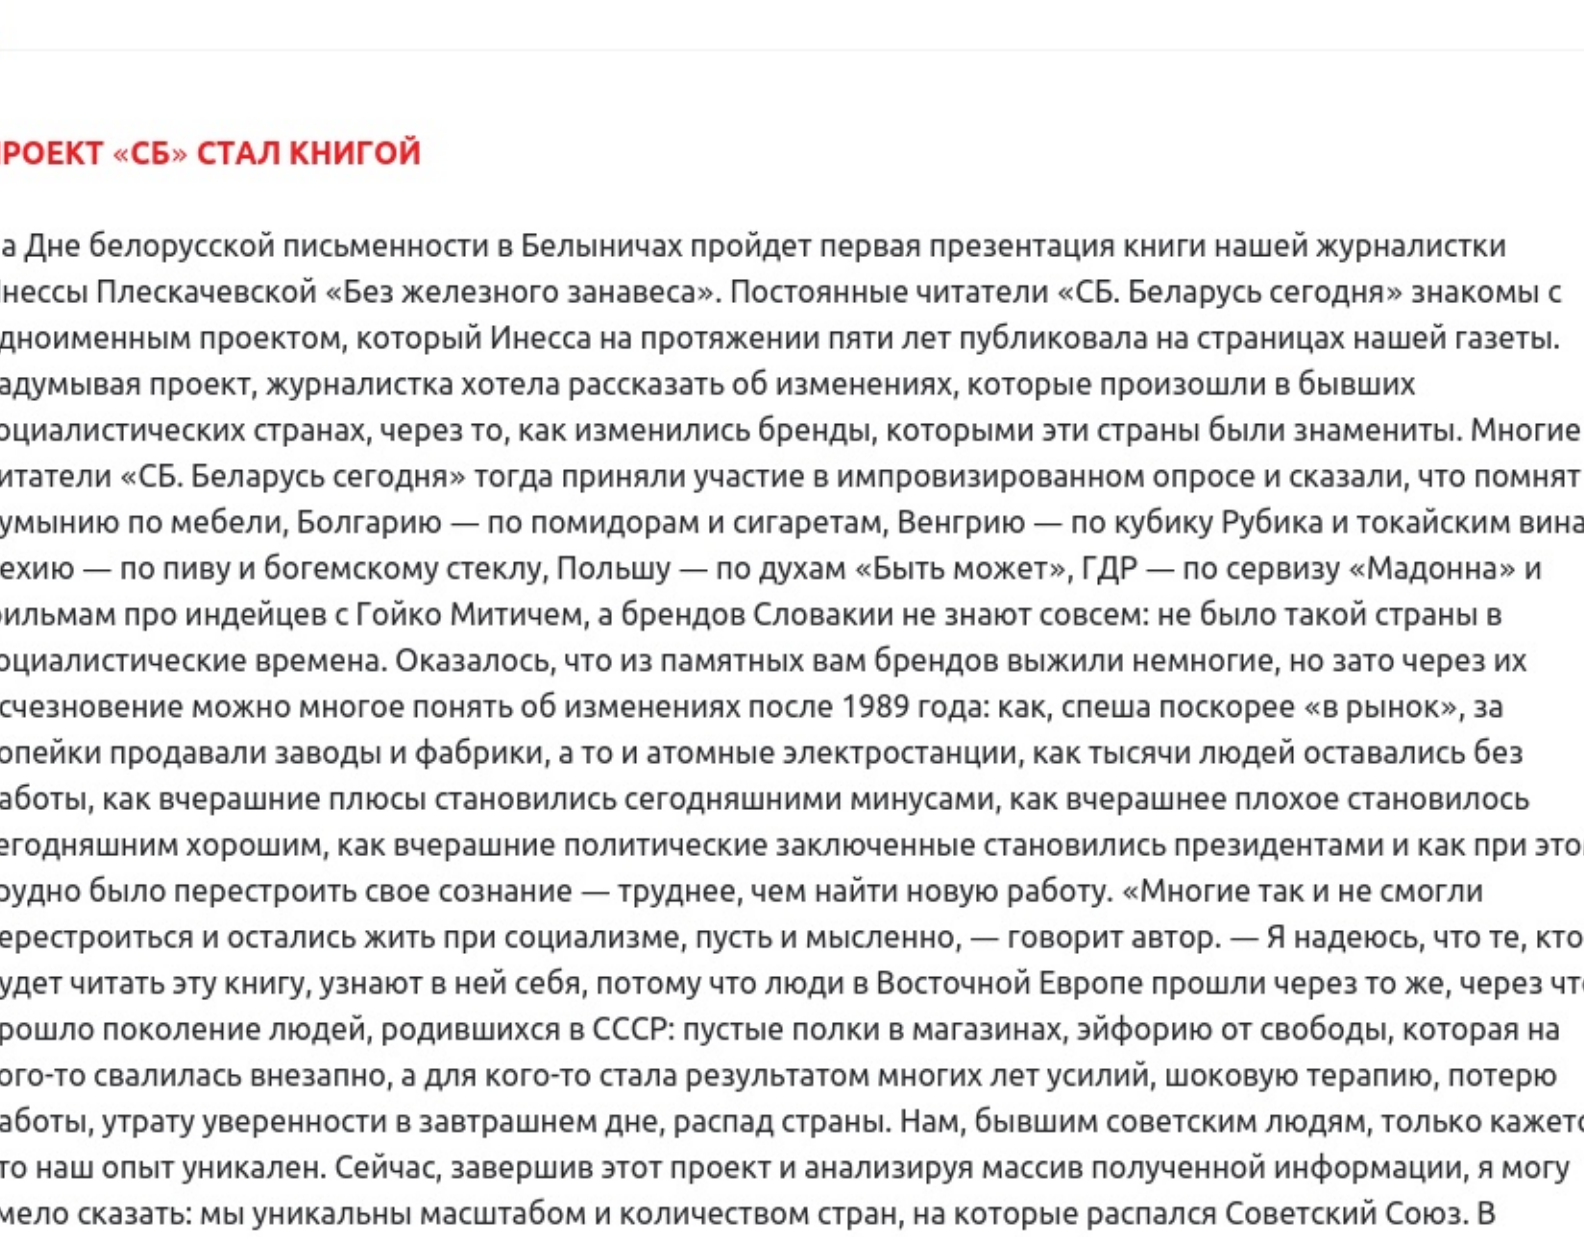 РОЕКТ «СБ» СТАЛ КНИГОЙ
а Дне белорусской письменности в Белыничах пройдет первая презентация книги нашей журналистки
нессы Плескачевской «Без железного занавеса». Постоянные читатели «СБ. Беларусь сегодня» знакомы с
дноименным проектом, который Инесса на протяжении пяти лет публиковала на страницах нашей газеты.
адумывая проект, журналистка хотела рассказать об изменениях, которые произошли в бывших
оциалистических странах, через то, как изменились бренды, которыми эти страны были знамениты. Многие
итатели «СБ. Беларусь сегодня» тогда приняли участие в импровизированном опросе и сказали, что помнят
умынию по мебели, Болгарию — по помидорам и сигаретам, Венгрию — по кубику Рубика и токайским вина
ехию — по пиву и богемскому стеклу, Польшу — по духам «Быть может», ГДР — по сервизу «Мадонна» и
ильмам про индейцев с Гойко Митичем, а брендов Словакии не знают совсем: не было такой страны в
оциалистические времена. Оказалось, что из памятных вам брендов выжили немногие, но зато через их
счезновение можно многое понять об изменениях после 1989 года: как, спеша поскорее «в рынок», за
опейки продавали заводы и фабрики, а то и атомные электростанции, как тысячи людей оставались без
аботы, как вчерашние плюсы становились сегодняшними минусами, как вчерашнее плохое становилось
егодняшним хорошим, как вчерашние политические заключенные становились президентами и как при это
рудно было перестроить свое сознание — труднее, чем найти новую работу. «Многие так и не смогли
ерестроиться и остались жить при социализме, пусть и мысленно, — говорит автор. — Я надеюсь, что те, кто
удет читать эту книгу, узнают в ней себя, потому что люди в Восточной Европе прошли через то же, через чт
рошло поколение людей, родившихся в СССР: пустые полки в магазинах, эйфорию от свободы, которая на
ого-то свалилась внезапно, а для кого-то стала результатом многих лет усилий, шоковую терапию, потерю
аботы, утрату уверенности в завтрашнем дне, распад страны. Нам, бывшим советским людям, только кажетс
то наш опыт уникален. Сейчас, завершив этот проект и анализируя массив полученной информации, я могу
мело сказать: мы уникальны масштабом и количеством стран, на которые распался Советский Союз. В